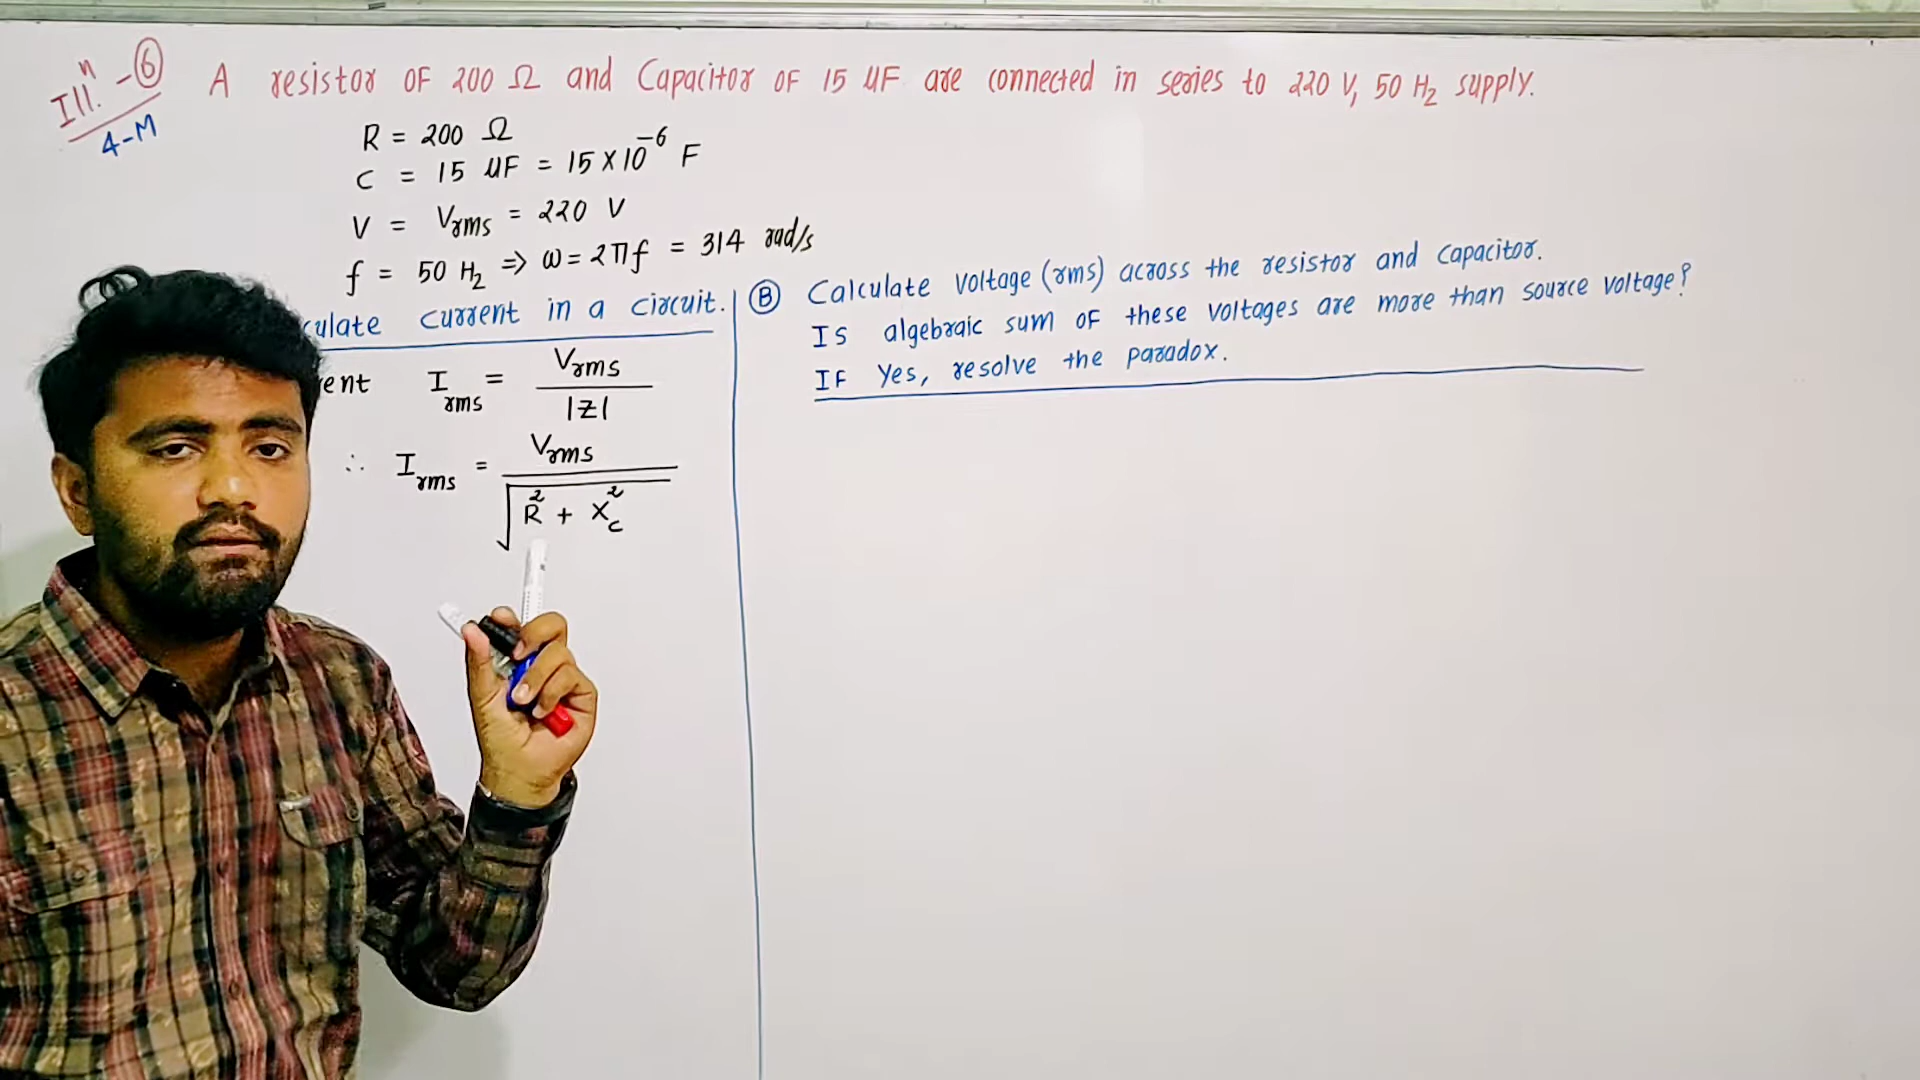 Illⁿ. - ⑥ A resistor OF 200 Ω and Capacitor OF 15 μF are connected in series to 220 V, 50 Hz supply.
4-M
R = 200 Ω
C = 15 μF = 15 × 10⁻⁶ F
V = Vrms = 220 V
f = 50 Hz ⇒ ω = 2πf = 314 rad/s
culate current in a circuit.
ent Irms = Vrms / |Z|
∴ Irms = Vrms / √(R² + Xc²)
Ⓑ Calculate voltage (rms) across the resistor and capacitor.
IS algebraic sum OF these voltages are more than source voltage?
IF Yes, resolve the paradox.